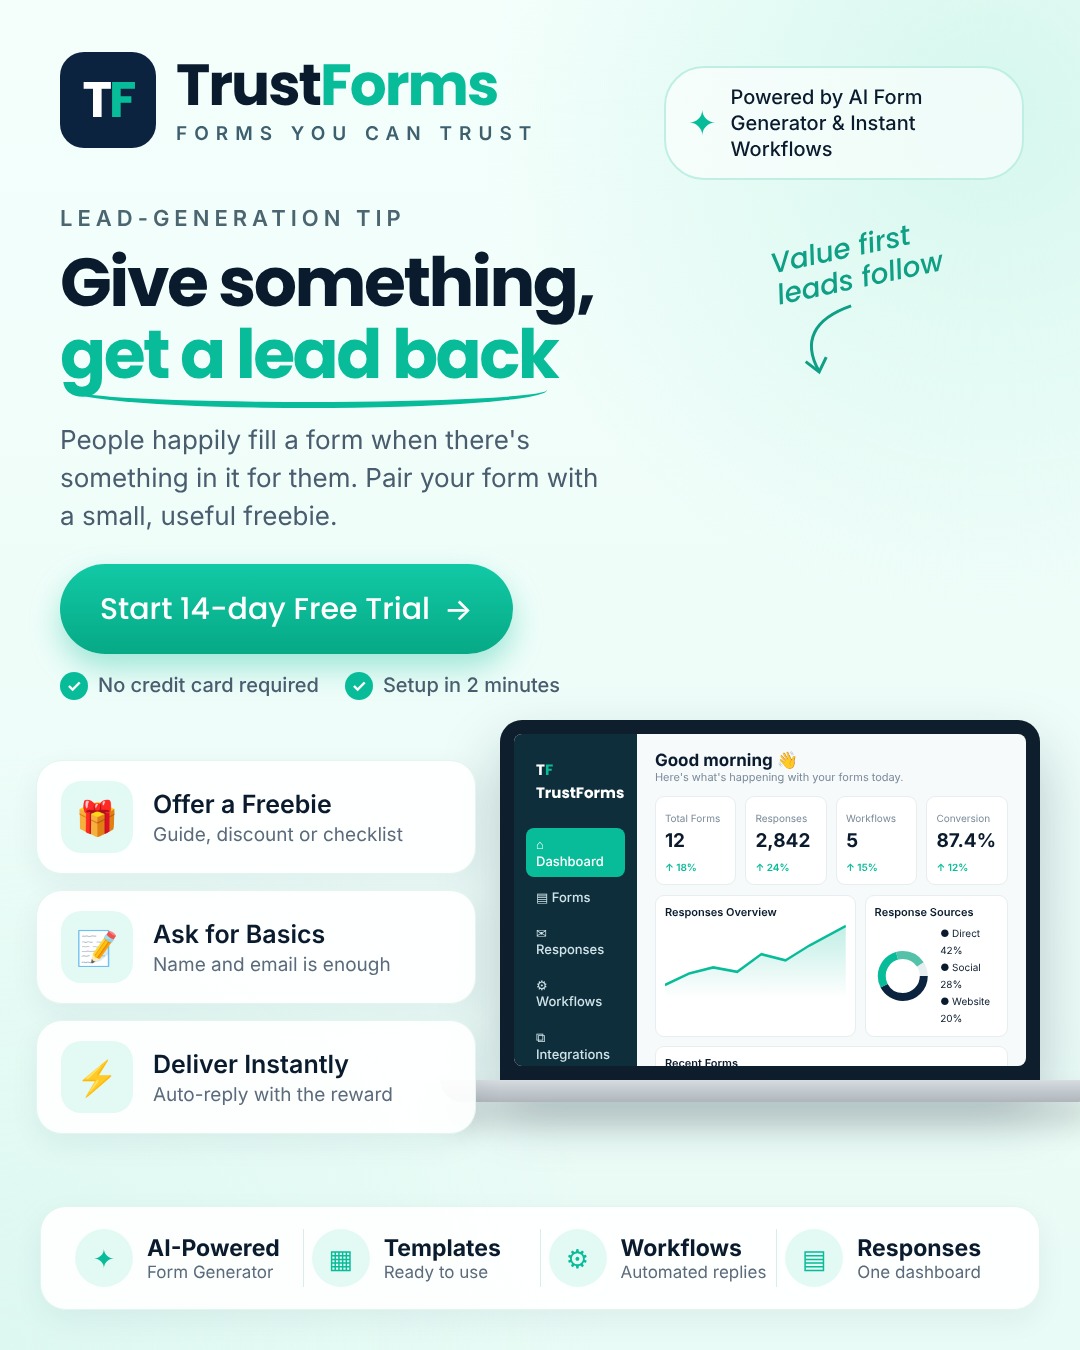 TF
TrustForms
FORMS YOU CAN TRUST
Powered by AI Form
Generator & Instant
Workflows
LEAD-GENERATION TIP
Give something,
get a lead back
Value first
leads follow
People happily fill a form when there's
something in it for them. Pair your form with
a small, useful freebie.
Start 14-day Free Trial →
No credit card required
Setup in 2 minutes
Offer a Freebie
Guide, discount or checklist
Ask for Basics
Name and email is enough
Deliver Instantly
Auto-reply with the reward
TF
TrustForms
Dashboard
Forms
Responses
Workflows
Integrations
Good morning 👋
Here's what's happening with your forms today.
Total Forms
12
↑ 18%
Responses
2,842
↑ 24%
Workflows
5
↑ 15%
Conversion
87.4%
↑ 12%
Responses Overview
Response Sources
● Direct
42%
● Social
28%
● Website
20%
Recent Forms
AI-Powered
Form Generator
Templates
Ready to use
Workflows
Automated replies
Responses
One dashboard